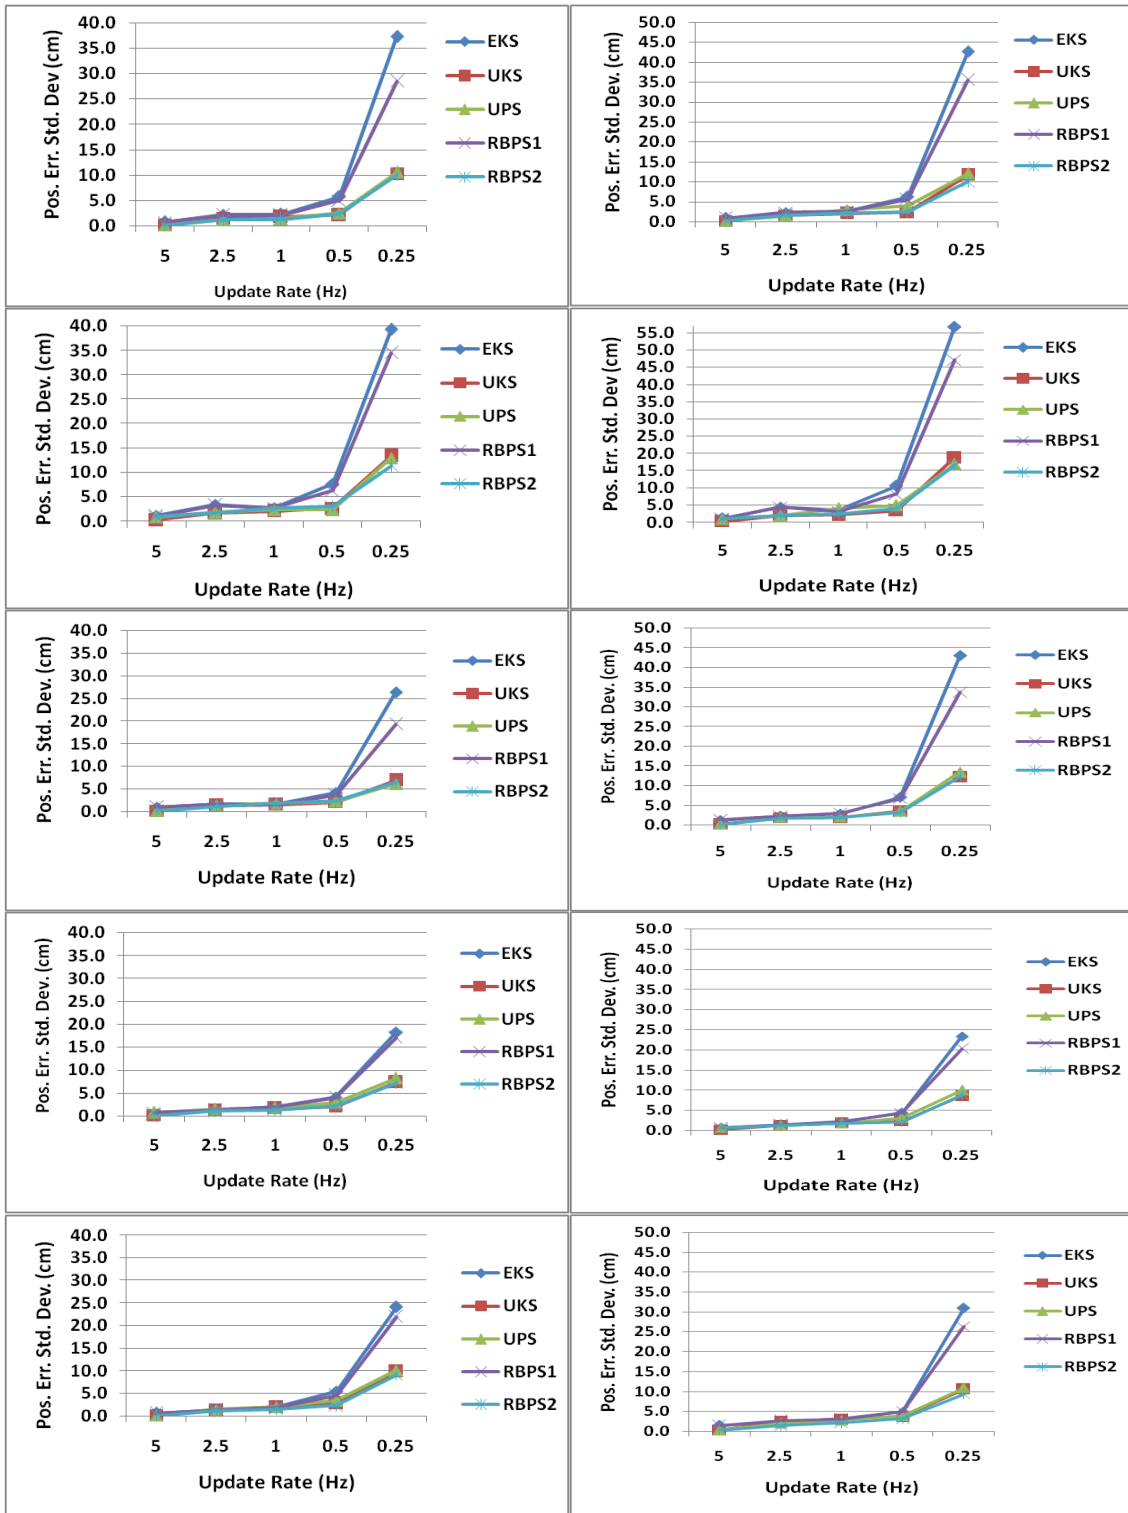 Pos. Err. Std. Dev (cm)
40.0
35.0
30.0
25.0
20.0
15.0
10.0
5.0
0.0
5 2.5 1 0.5 0.25
Update Rate (Hz)
EKS
UKS
UPS
RBPS1
RBPS2
Pos. Err. Std. Dev (cm)
50.0
45.0
40.0
35.0
30.0
25.0
20.0
15.0
10.0
5.0
0.0
5 2.5 1 0.5 0.25
Update Rate (Hz)
EKS
UKS
UPS
RBPS1
RBPS2
Pos. Err. Std. Dev. (cm)
40.0
35.0
30.0
25.0
20.0
15.0
10.0
5.0
0.0
5 2.5 1 0.5 0.25
Update Rate (Hz)
EKS
UKS
UPS
RBPS1
RBPS2
Pos. Err. Std. Dev (cm)
55.0
50.0
45.0
40.0
35.0
30.0
25.0
20.0
15.0
10.0
5.0
0.0
5 2.5 1 0.5 0.25
Update Rate (Hz)
EKS
UKS
UPS
RBPS1
RBPS2
Pos. Err. Std. Dev. (cm)
40.0
35.0
30.0
25.0
20.0
15.0
10.0
5.0
0.0
5 2.5 1 0.5 0.25
Update Rate (Hz)
EKS
UKS
UPS
RBPS1
RBPS2
Pos. Err. Std. Dev. (cm)
50.0
45.0
40.0
35.0
30.0
25.0
20.0
15.0
10.0
5.0
0.0
5 2.5 1 0.5 0.25
Update Rate (Hz)
EKS
UKS
UPS
RBPS1
RBPS2
Pos. Err. Std. Dev. (cm)
40.0
35.0
30.0
25.0
20.0
15.0
10.0
5.0
0.0
5 2.5 1 0.5 0.25
Update Rate (Hz)
EKS
UKS
UPS
RBPS1
RBPS2
Pos. Err. Std. Dev. (cm)
50.0
45.0
40.0
35.0
30.0
25.0
20.0
15.0
10.0
5.0
0.0
5 2.5 1 0.5 0.25
Update Rate (Hz)
EKS
UKS
UPS
RBPS1
RBPS2
Pos. Err. Std. Dev. (cm)
40.0
35.0
30.0
25.0
20.0
15.0
10.0
5.0
0.0
5 2.5 1 0.5 0.25
Update Rate (Hz)
EKS
UKS
UPS
RBPS1
RBPS2
Pos. Err. Std. Dev. (cm)
50.0
45.0
40.0
35.0
30.0
25.0
20.0
15.0
10.0
5.0
0.0
5 2.5 1 0.5 0.25
Update Rate (Hz)
EKS
UKS
UPS
RBPS1
RBPS2